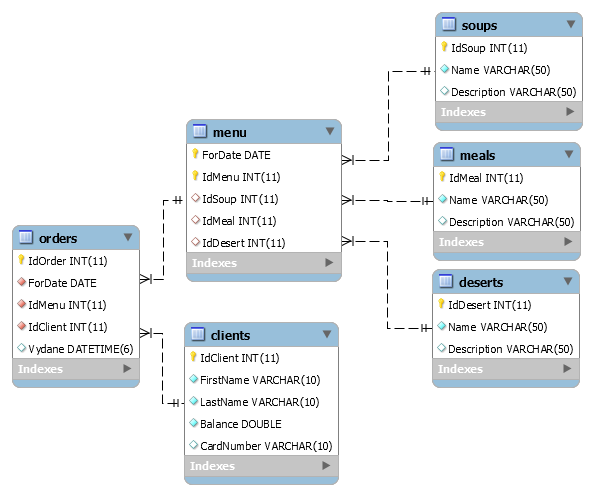 soups
IdSoup INT(11)
Name VARCHAR(50)
Description VARCHAR(50)
Indexes
menu
ForDate DATE
IdMenu INT(11)
IdSoup INT(11)
IdMeal INT(11)
IdDesert INT(11)
Indexes
meals
IdMeal INT(11)
Name VARCHAR(50)
Description VARCHAR(50)
Indexes
orders
IdOrder INT(11)
ForDate DATE
IdMenu INT(11)
IdClient INT(11)
Vydane DATETIME(6)
Indexes
deserts
IdDesert INT(11)
Name VARCHAR(50)
Description VARCHAR(50)
Indexes
clients
IdClient INT(11)
FirstName VARCHAR(10)
LastName VARCHAR(10)
Balance DOUBLE
CardNumber VARCHAR(10)
Indexes